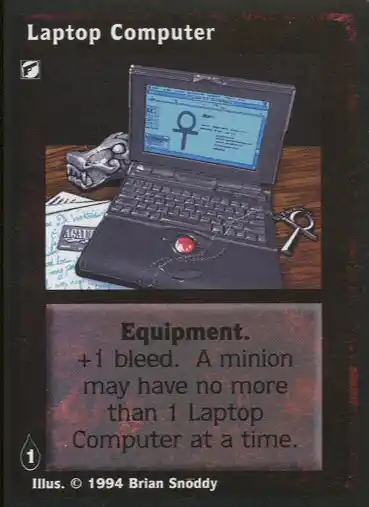 Laptop Computer
Equipment.
+1 bleed. A minion
may have no more
than 1 Laptop
Computer at a time.
1
Illus. © 1994 Brian Snoddy